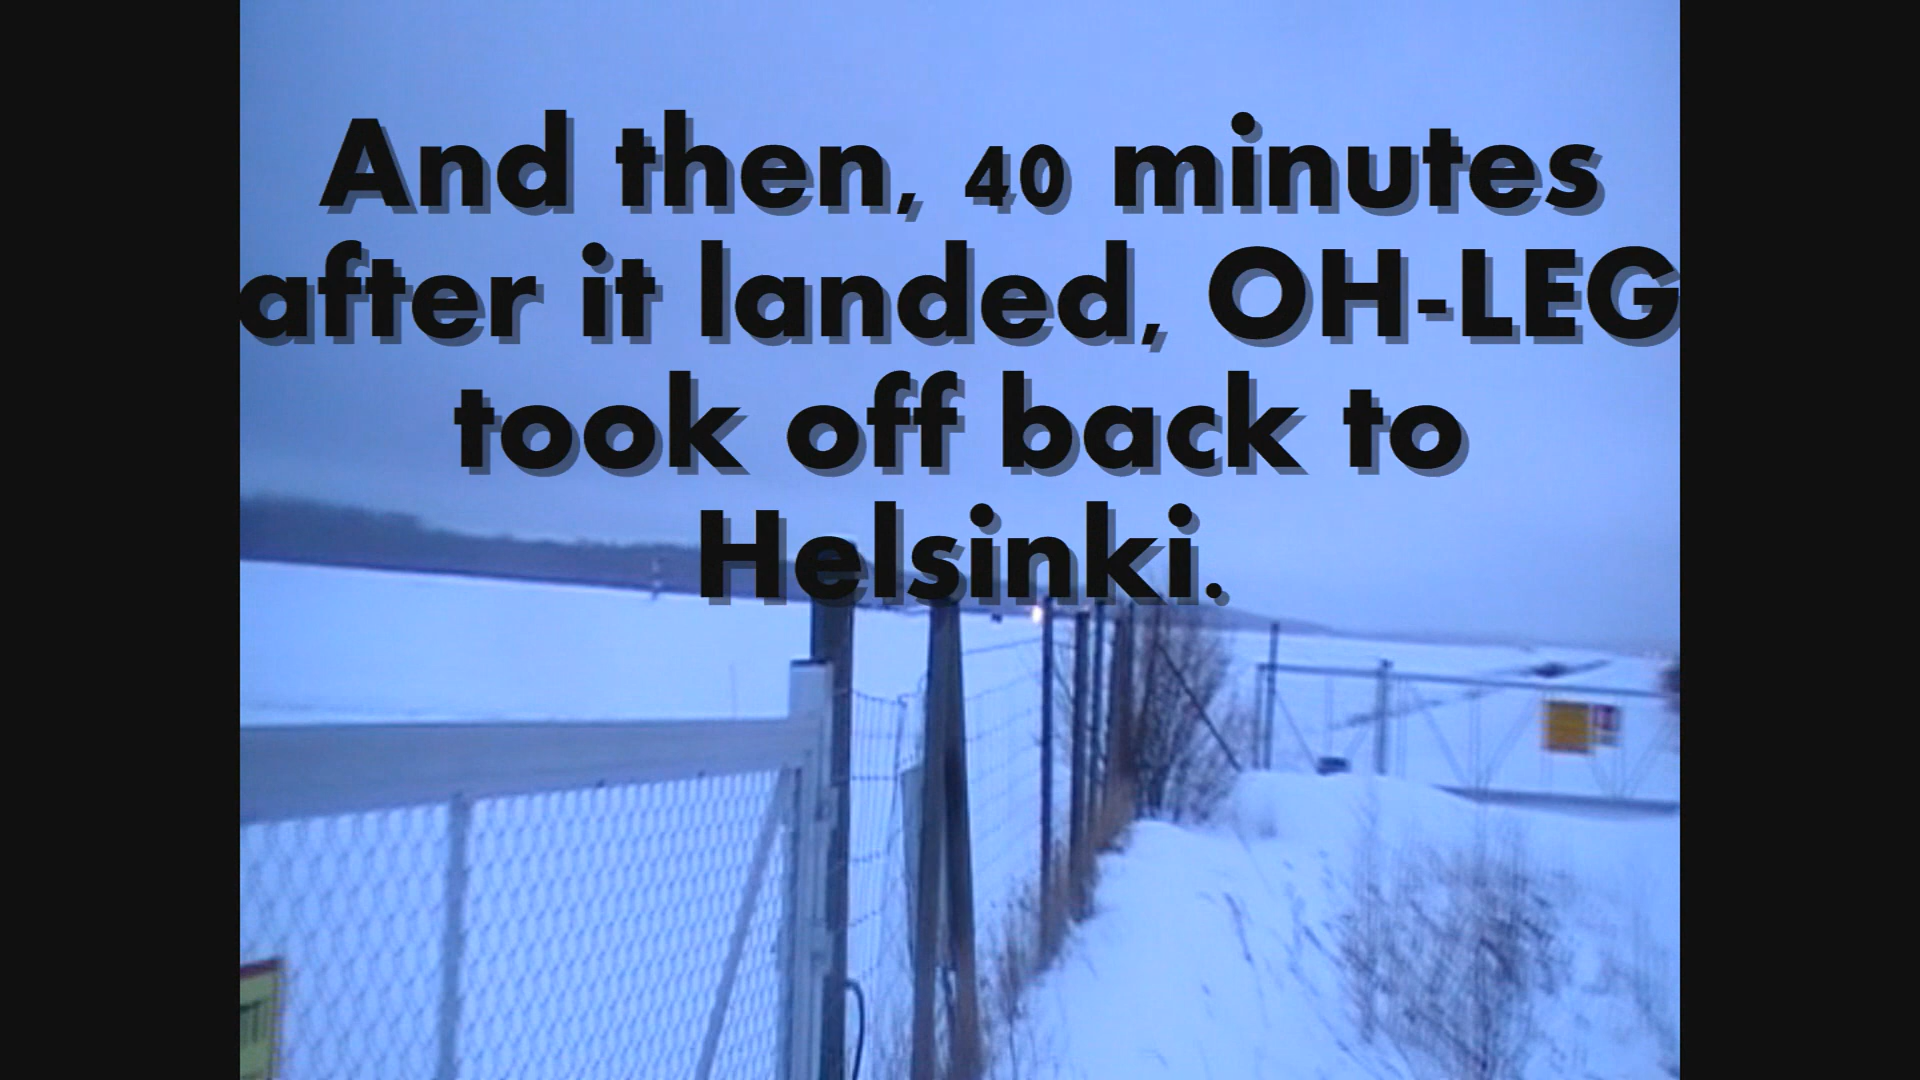 And then, 40 minutes
after it landed, OH-LEG
took off back to
Helsinki.